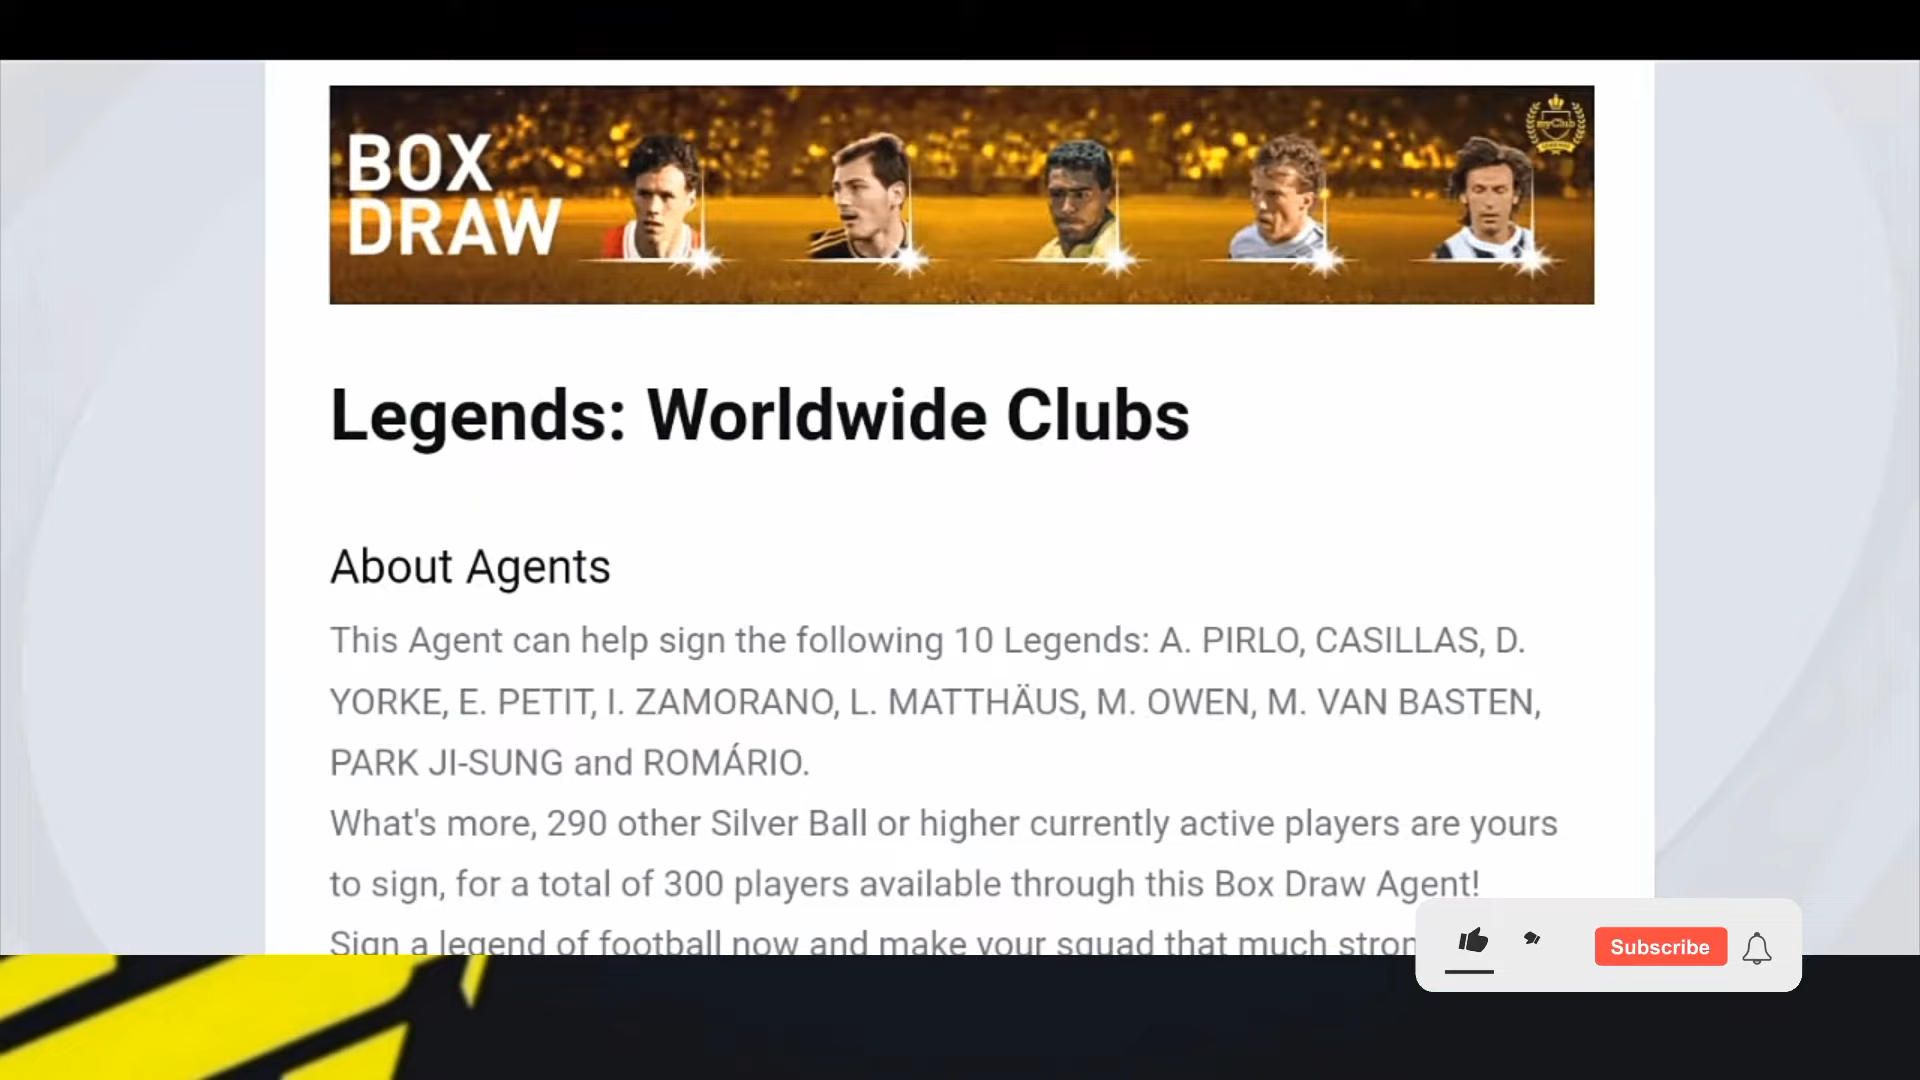 BOX
DRAW
myClub
Legends: Worldwide Clubs
About Agents
This Agent can help sign the following 10 Legends: A. PIRLO, CASILLAS, D.
YORKE, E. PETIT, I. ZAMORANO, L. MATTHÄUS, M. OWEN, M. VAN BASTEN,
PARK JI-SUNG and ROMÁRIO.
What's more, 290 other Silver Ball or higher currently active players are yours
to sign, for a total of 300 players available through this Box Draw Agent!
Sign a legend of football now and make your squad that much stron
Subscribe